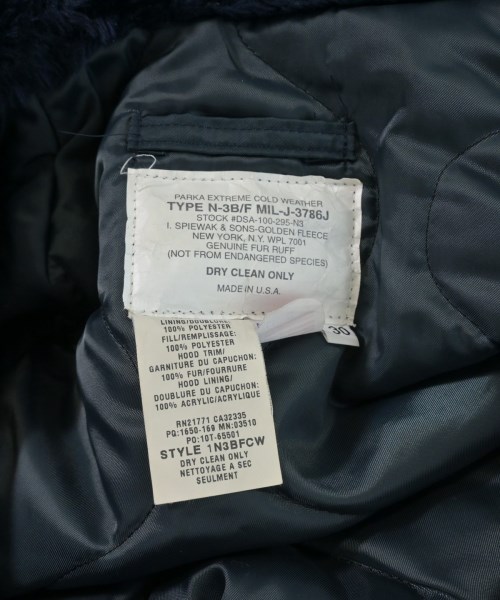 PARKA EXTREME COLD WEATHER
TYPE N-3B/F MIL-J-3786J
STOCK #DSA-100-295-N3
I. SPIEWAK & SONS-GOLDEN FLEECE
NEW YORK, N.Y. WPL 7001
GENUINE FUR RUFF
(NOT FROM ENDANGERED SPECIES)
DRY CLEAN ONLY
MADE IN U.S.A.
30
LINING/DOUBLURE:
100% POLYESTER
FILL/REMPLISSAGE:
100% POLYESTER
HOOD TRIM/
GARNITURE DU CAPUCHON:
100% FUR/FOURRURE
HOOD LINING/
DOUBLURE DU CAPUCHON:
100% ACRYLIC/ACRYLIQUE
RN21771 CA32335
PQ:1650-169 MN:03510
PO:10T-65501
STYLE 1N3BFCW
DRY CLEAN ONLY
NETTOYAGE A SEC
SEULMENT